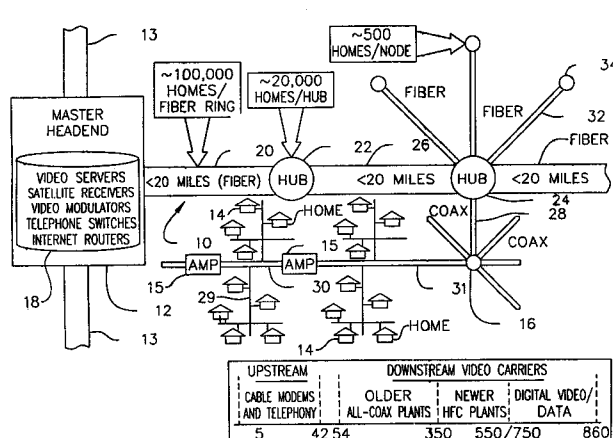 13
~500
HOMES/NODE
~100,000
HOMES/
FIBER RING
~20,000
HOMES/HUB
34
MASTER
HEADEND
FIBER
FIBER
32
FIBER
20
22
26
VIDEO SERVERS
SATELLITE RECEIVERS
VIDEO MODULATORS
TELEPHONE SWITCHES
INTERNET ROUTERS
<20 MILES (FIBER)
HUB
<20 MILES
HUB
<20 MILES
14
HOME
24
28
COAX
COAX
10
15
18
AMP
AMP
15
29
30
31
12
16
13
14
HOME
UPSTREAM
DOWNSTREAM VIDEO CARRIERS
CABLE MODEMS
AND TELEPHONY
OLDER
ALL-COAX PLANTS
NEWER
HFC PLANTS
DIGITAL VIDEO/
DATA
5
42 54
350
550/750
860